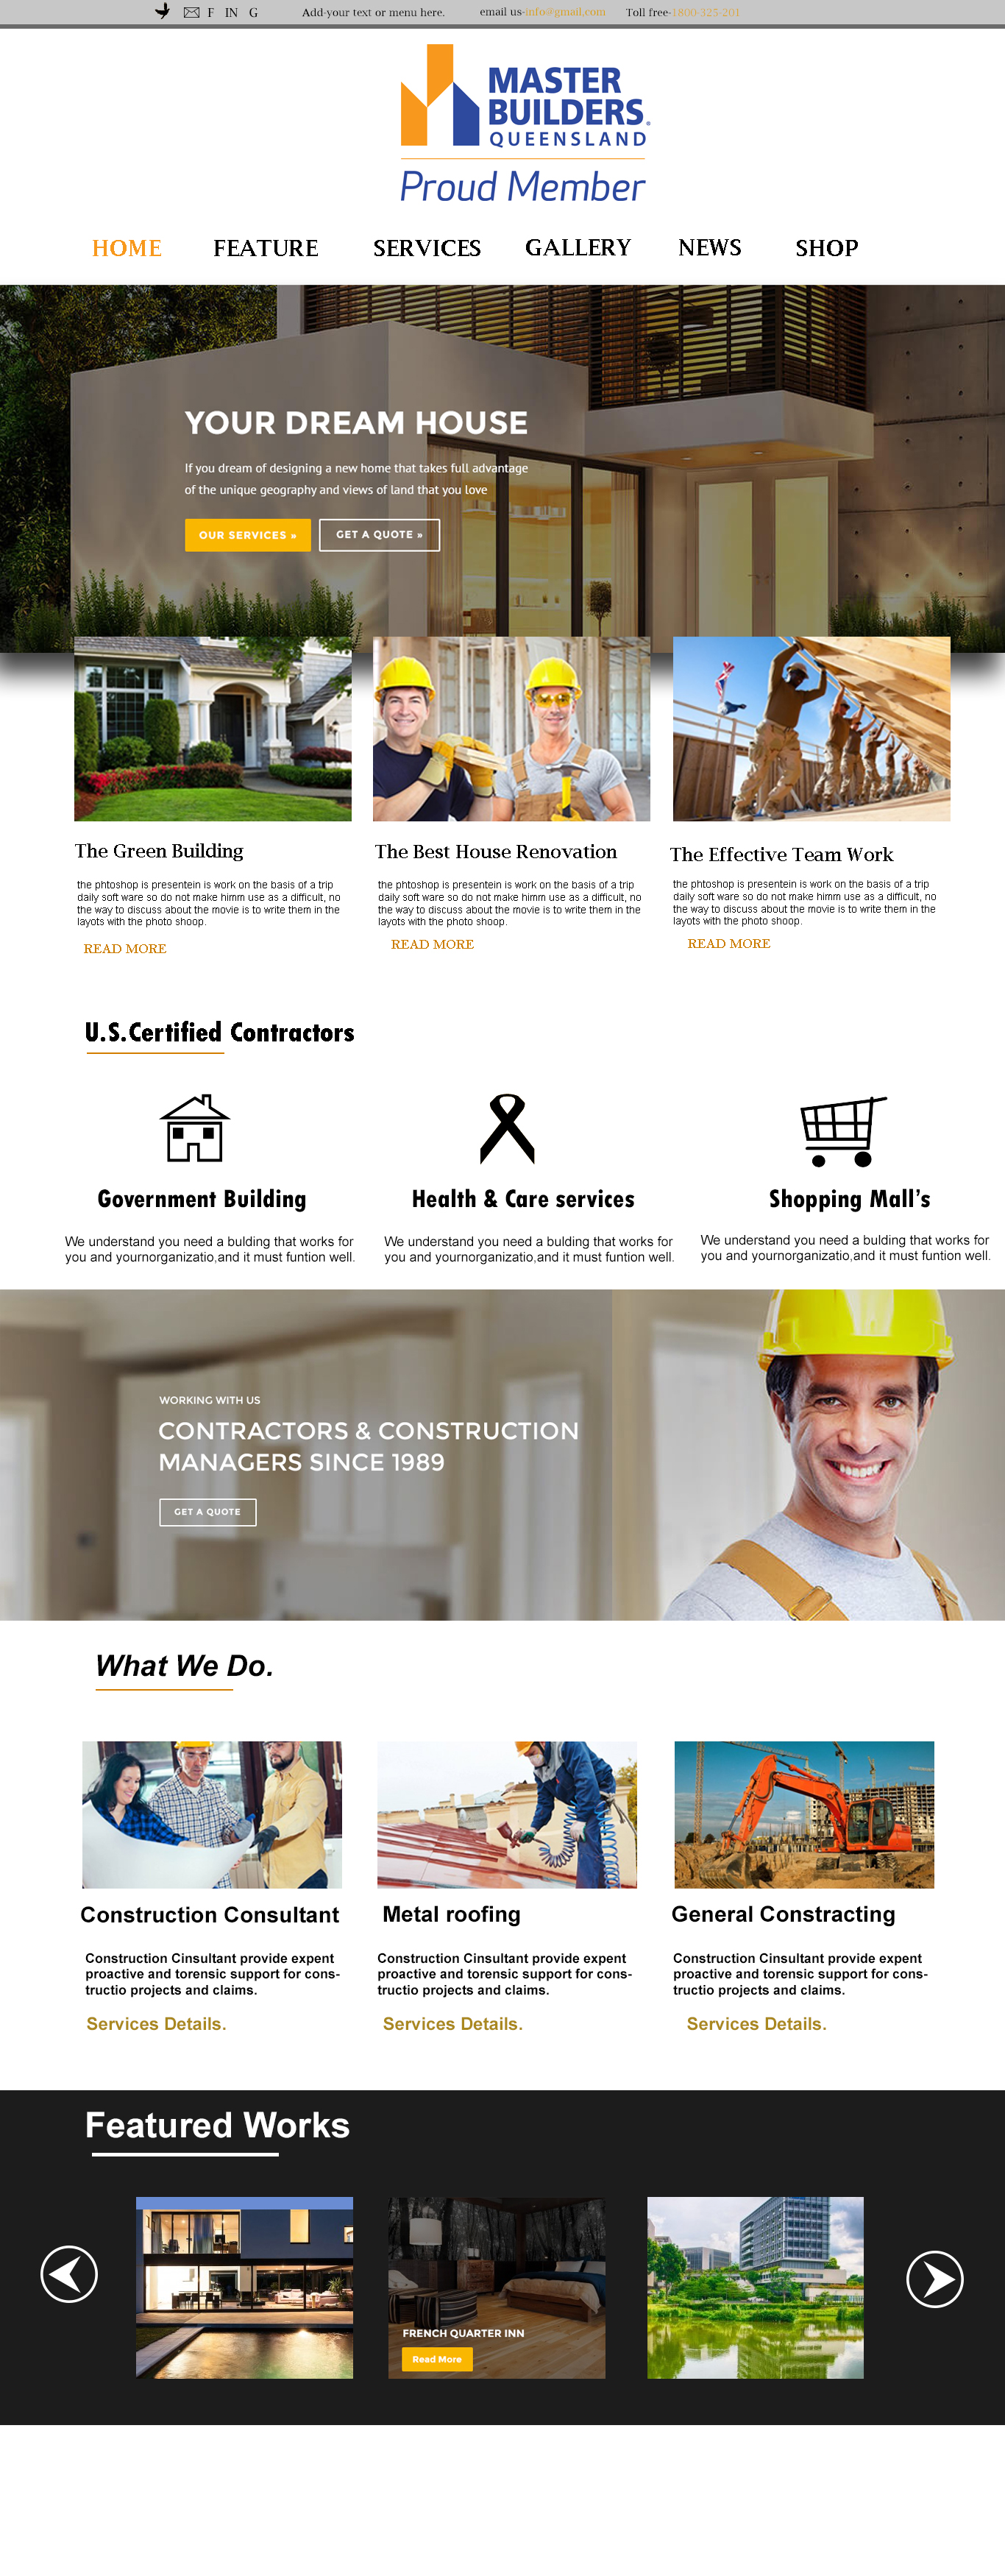 F IN G Add-your text or menu here. email us-info@gmail.com Toll free-1800-325-201
MASTER
BUILDERS
QUEENSLAND
Proud Member
HOME FEATURE SERVICES GALLERY NEWS SHOP
YOUR DREAM HOUSE
If you dream of designing a new home that takes full advantage
of the unique geography and views of land that you love
OUR SERVICES » GET A QUOTE »
The Green Building
the phtoshop is presentein is work on the basis of a trip
daily soft ware so do not make himm use as a difficult, no
the way to discuss about the movie is to write them in the
layots with the photo shoop.
READ MORE
The Best House Renovation
the phtoshop is presentein is work on the basis of a trip
daily soft ware so do not make himm use as a difficult, no
the way to discuss about the movie is to write them in the
layots with the photo shoop.
READ MORE
The Effective Team Work
the phtoshop is presentein is work on the basis of a trip
daily soft ware so do not make himm use as a difficult, no
the way to discuss about the movie is to write them in the
layots with the photo shoop.
READ MORE
U.S.Certified Contractors
Government Building
We understand you need a bulding that works for
you and yournorganizatio,and it must funtion well.
Health & Care services
We understand you need a bulding that works for
you and yournorganizatio,and it must funtion well.
Shopping Mall's
We understand you need a bulding that works for
you and yournorganizatio,and it must funtion well.
WORKING WITH US
CONTRACTORS & CONSTRUCTION
MANAGERS SINCE 1989
GET A QUOTE
What We Do.
Construction Consultant
Construction Cinsultant provide expent
proactive and torensic support for cons-
tructio projects and claims.
Services Details.
Metal roofing
Construction Cinsultant provide expent
proactive and torensic support for cons-
tructio projects and claims.
Services Details.
General Constracting
Construction Cinsultant provide expent
proactive and torensic support for cons-
tructio projects and claims.
Services Details.
Featured Works
FRENCH QUARTER INN
Read More